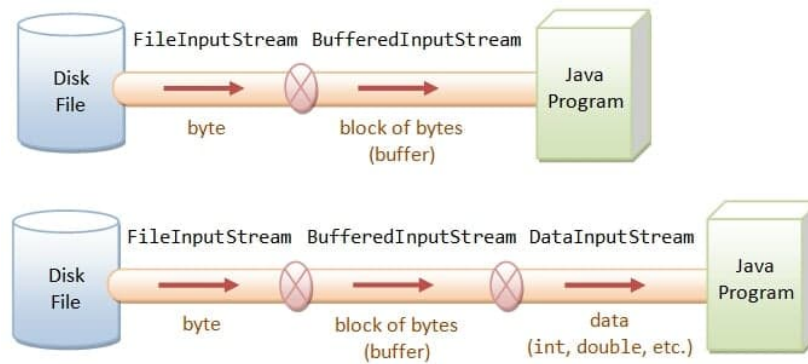 FileInputStream BufferedInputStream
Disk
File
Java
Program
byte
block of bytes
(buffer)
FileInputStream BufferedInputStream DataInputStream
Disk
File
Java
Program
byte
block of bytes
(buffer)
data
(int, double, etc.)